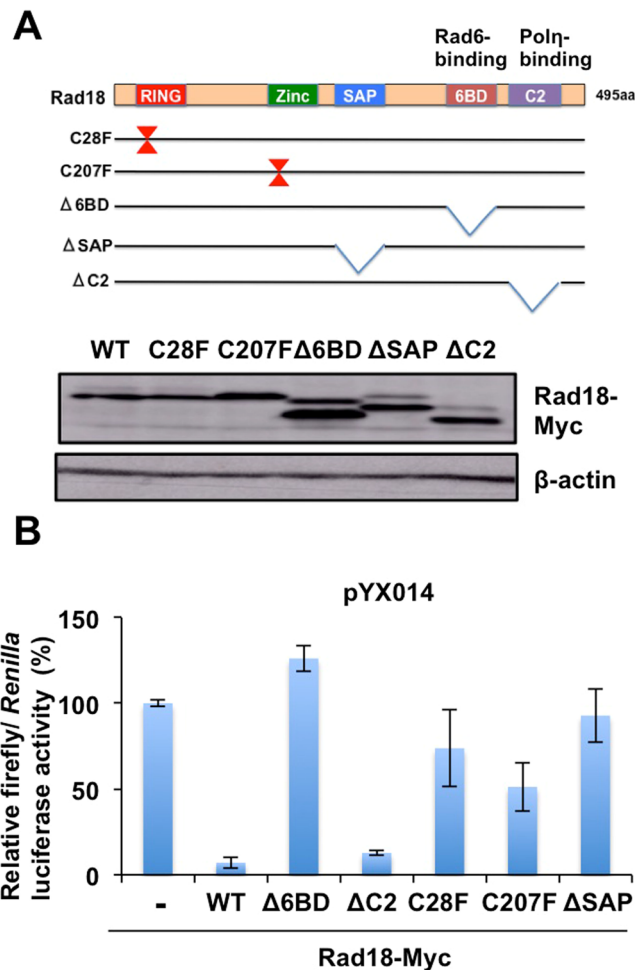 A
Rad6-binding
Polη-binding
Rad18 RING Zinc SAP 6BD C2 495aa
C28F
C207F
Δ6BD
ΔSAP
ΔC2
WT C28F C207F Δ6BD ΔSAP ΔC2
Rad18-Myc
β-actin
B
pYX014
Relative firefly/ Renilla
luciferase activity (%)
150
100
50
0
- WT Δ6BD ΔC2 C28F C207F ΔSAP
Rad18-Myc